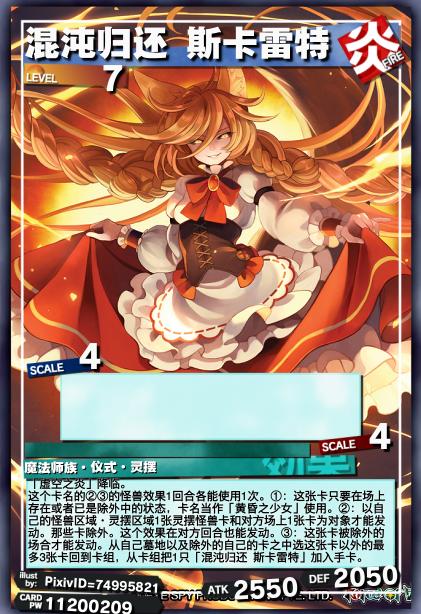 混沌归还 斯卡雷特
炎
FIRE
LEVEL 7
SCALE 4
SCALE 4
魔法师族·仪式·灵摆
「虚空之炎」降临。
这个卡名的②③的怪兽效果1回合各能使用1次。①：这张卡只要在场上
存在或者已是除外中的状态，卡名当作「黄昏之少女」使用。②：以自
己的怪兽区域·灵摆区域1张灵摆怪兽卡和对方场上1张卡为对象才能发
动。那些卡除外。这个效果在对方回合也能发动。③：这张卡被除外的
场合才能发动。从自己墓地以及除外的自己的卡之中选这张卡以外的最
多3张卡回到卡组，从卡组把1只「混沌归还 斯卡雷特」加入手卡。
illust by: PixivID=74995821
ATK 2550 DEF 2050
CARD PW 11200209